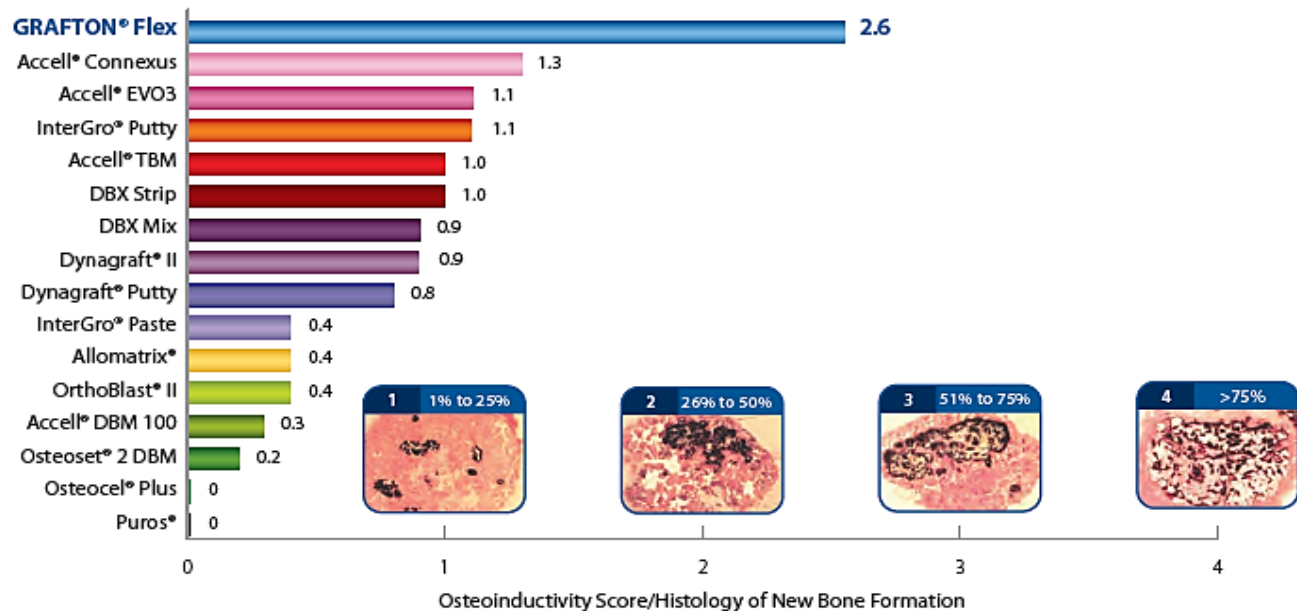 GRAFTON® Flex 2.6
Accell® Connexus 1.3
Accell® EVO3 1.1
InterGro® Putty 1.1
Accell® TBM 1.0
DBX Strip 1.0
DBX Mix 0.9
Dynagraft® II 0.9
Dynagraft® Putty 0.8
InterGro® Paste 0.4
Allomatrix® 0.4
OrthoBlast® II 0.4
1 1% to 25% 2 26% to 50% 3 51% to 75% 4 >75%
Accell® DBM 100 0.3
Osteoset® 2 DBM 0.2
Osteocel® Plus 0
Puros® 0
0 1 2 3 4
Osteoinductivity Score/Histology of New Bone Formation